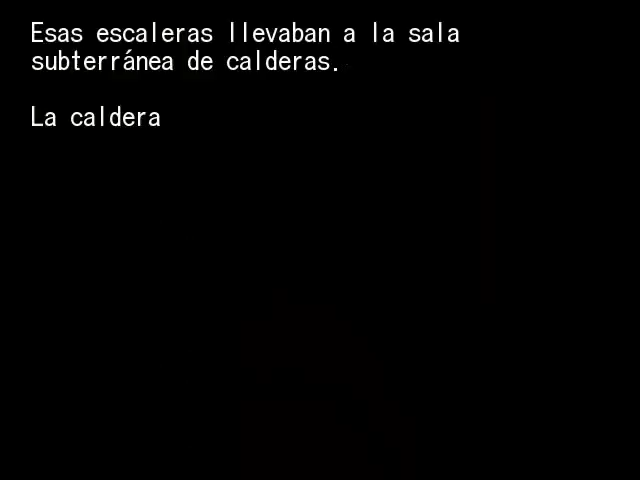 Esas escaleras llevaban a la sala
subterránea de calderas.
La caldera